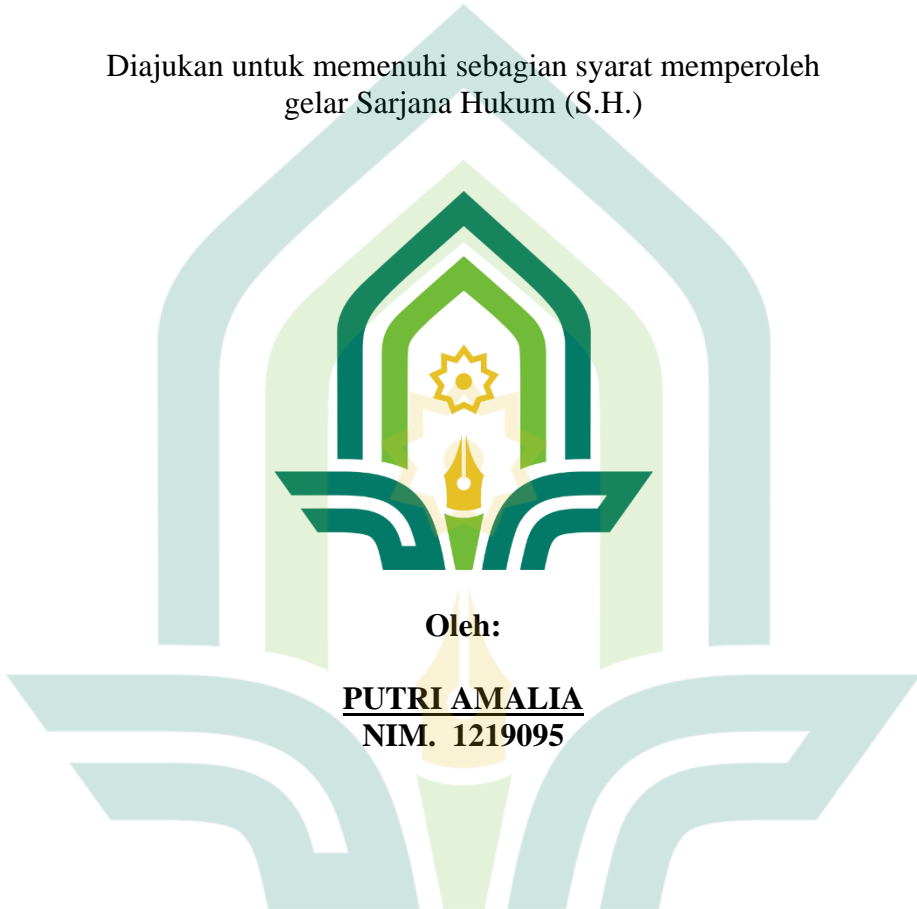 Diajukan untuk memenuhi sebagian syarat memperoleh
gelar Sarjana Hukum (S.H.)
Oleh:
PUTRI AMALIA
NIM. 1219095